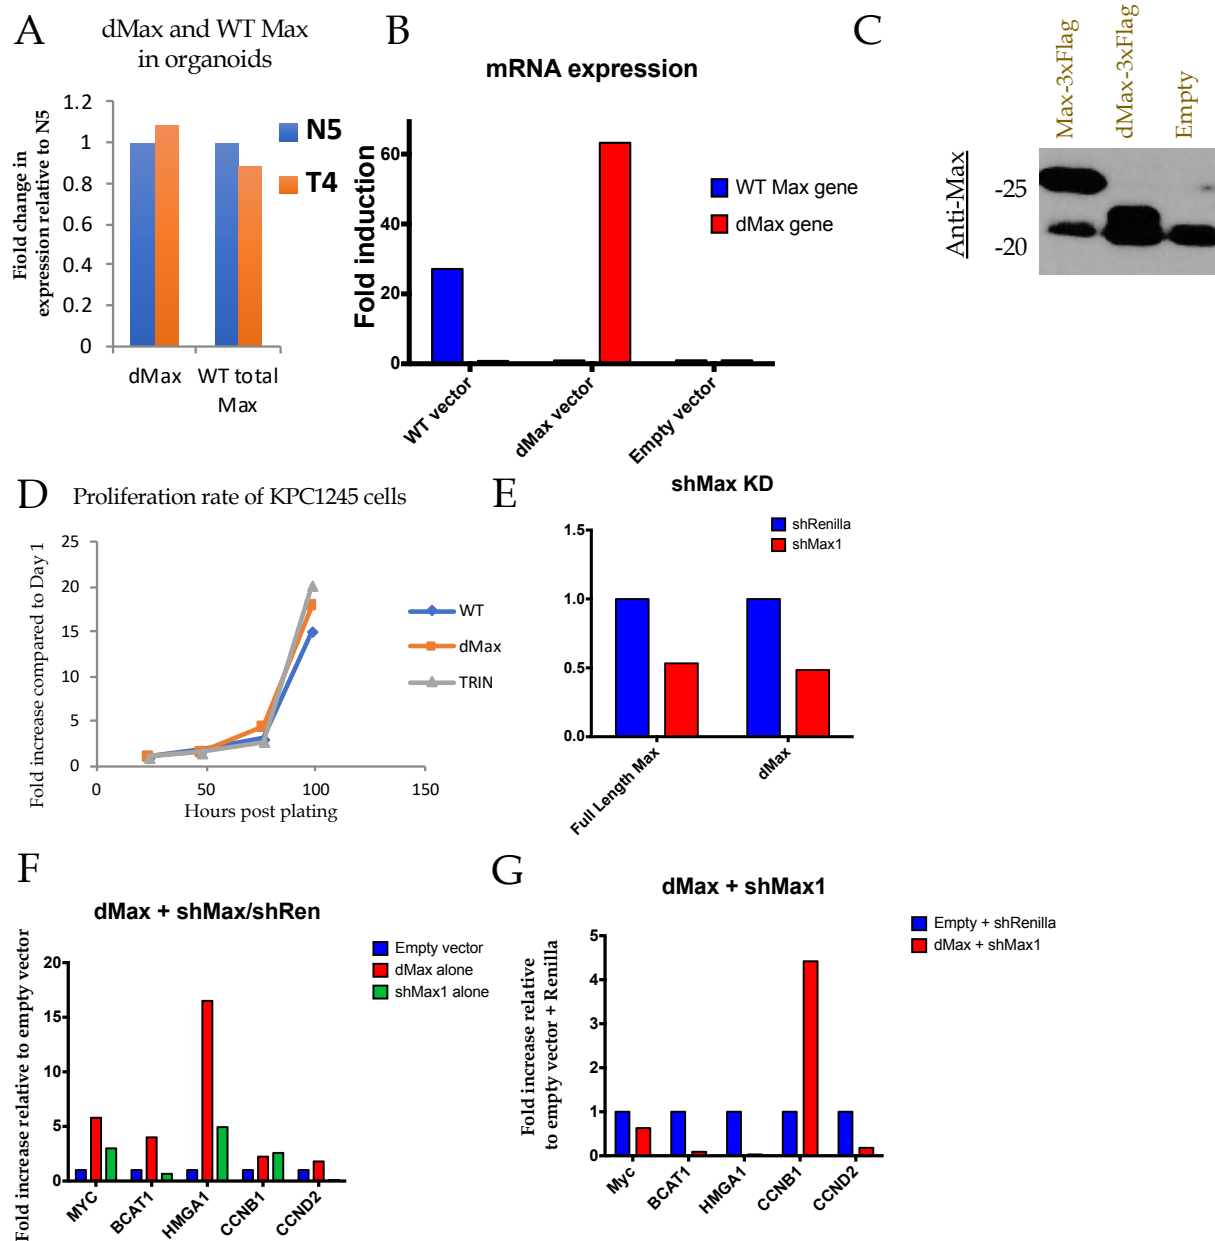 A
dMax and WT Max
in organoids
Fiold change in
expression relative to N5
1.2
1
0.8
0.6
0.4
0.2
0
N5
T4
dMax
WT total
Max
B
mRNA expression
Fold induction
60
40
20
0
WT Max gene
dMax gene
WT vector
dMax vector
Empty vector
C
Max-3xFlag
dMax-3xFlag
Empty
Anti-Max
-25
-20
D
Proliferation rate of KPC1245 cells
Fold increase compared to Day 1
25
20
15
10
5
0
0
50
100
150
Hours post plating
WT
dMax
TRIN
E
shMax KD
shRenilla
shMax1
1.5
1.0
0.5
0.0
Full Length Max
dMax
F
dMax + shMax/shRen
Fold increase relative to empty vector
20
15
10
5
0
Empty vector
dMax alone
shMax1 alone
MYC
BCAT1
HMGA1
CCNB1
CCND2
G
dMax + shMax1
Fold increase relative
to empty vector + Renilla
5
4
3
2
1
0
Empty + shRenilla
dMax + shMax1
Myc
BCAT1
HMGA1
CCNB1
CCND2